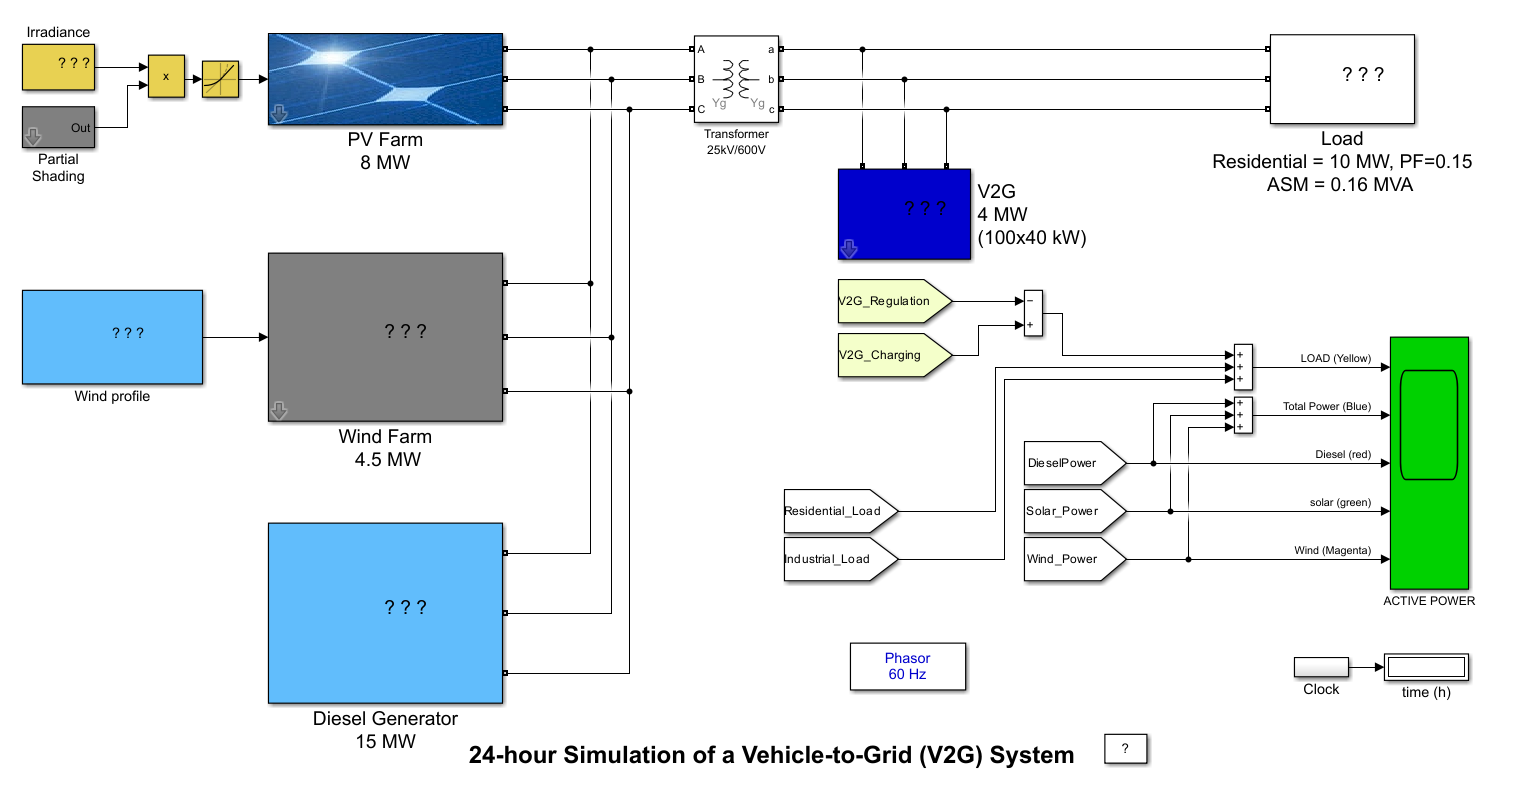 Irradiance
? ? ?
x
Out
Partial
Shading
PV Farm
8 MW
A
B
C
a
b
c
Yg
Yg
Transformer
25kV/600V
? ? ?
Load
Residential = 10 MW, PF=0.15
ASM = 0.16 MVA
? ? ?
V2G
4 MW
(100x40 kW)
? ? ?
Wind profile
? ? ?
Wind Farm
4.5 MW
V2G_Regulation
V2G_Charging
−
+
+
+
+
+
+
+
LOAD (Yellow)
Total Power (Blue)
Diesel (red)
solar (green)
Wind (Magenta)
DieselPower
Solar_Power
Wind_Power
Residential_Load
Industrial_Load
ACTIVE POWER
? ? ?
Diesel Generator
15 MW
Phasor
60 Hz
Clock
time (h)
24-hour Simulation of a Vehicle-to-Grid (V2G) System
?